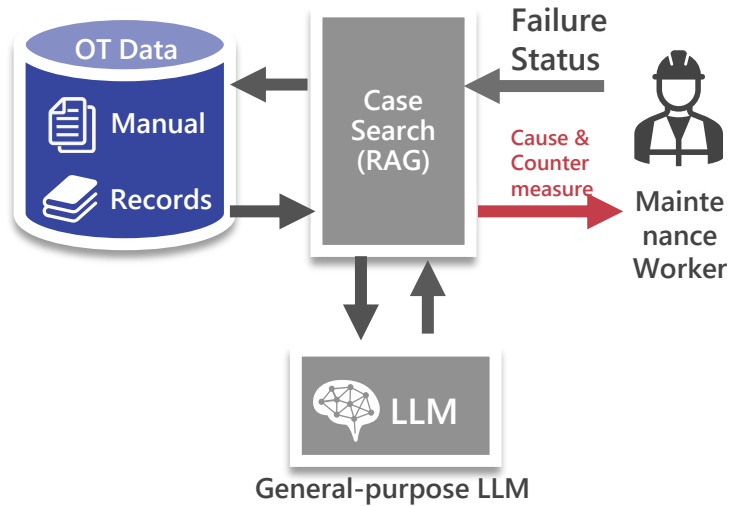 OT Data
Manual
Records
Case
Search
(RAG)
Failure
Status
Cause &
Counter
measure
Mainte
nance
Worker
LLM
General-purpose LLM